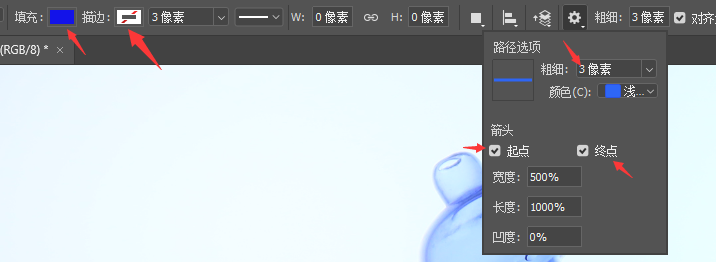 填充: 描边: 3 像素 W: 0 像素 H: 0 像素 粗细: 3 像素 对齐
(RGB/8) * ×
路径选项
粗细: 3 像素
颜色(C): 浅...
箭头
起点 终点
宽度: 500%
长度: 1000%
凹度: 0%